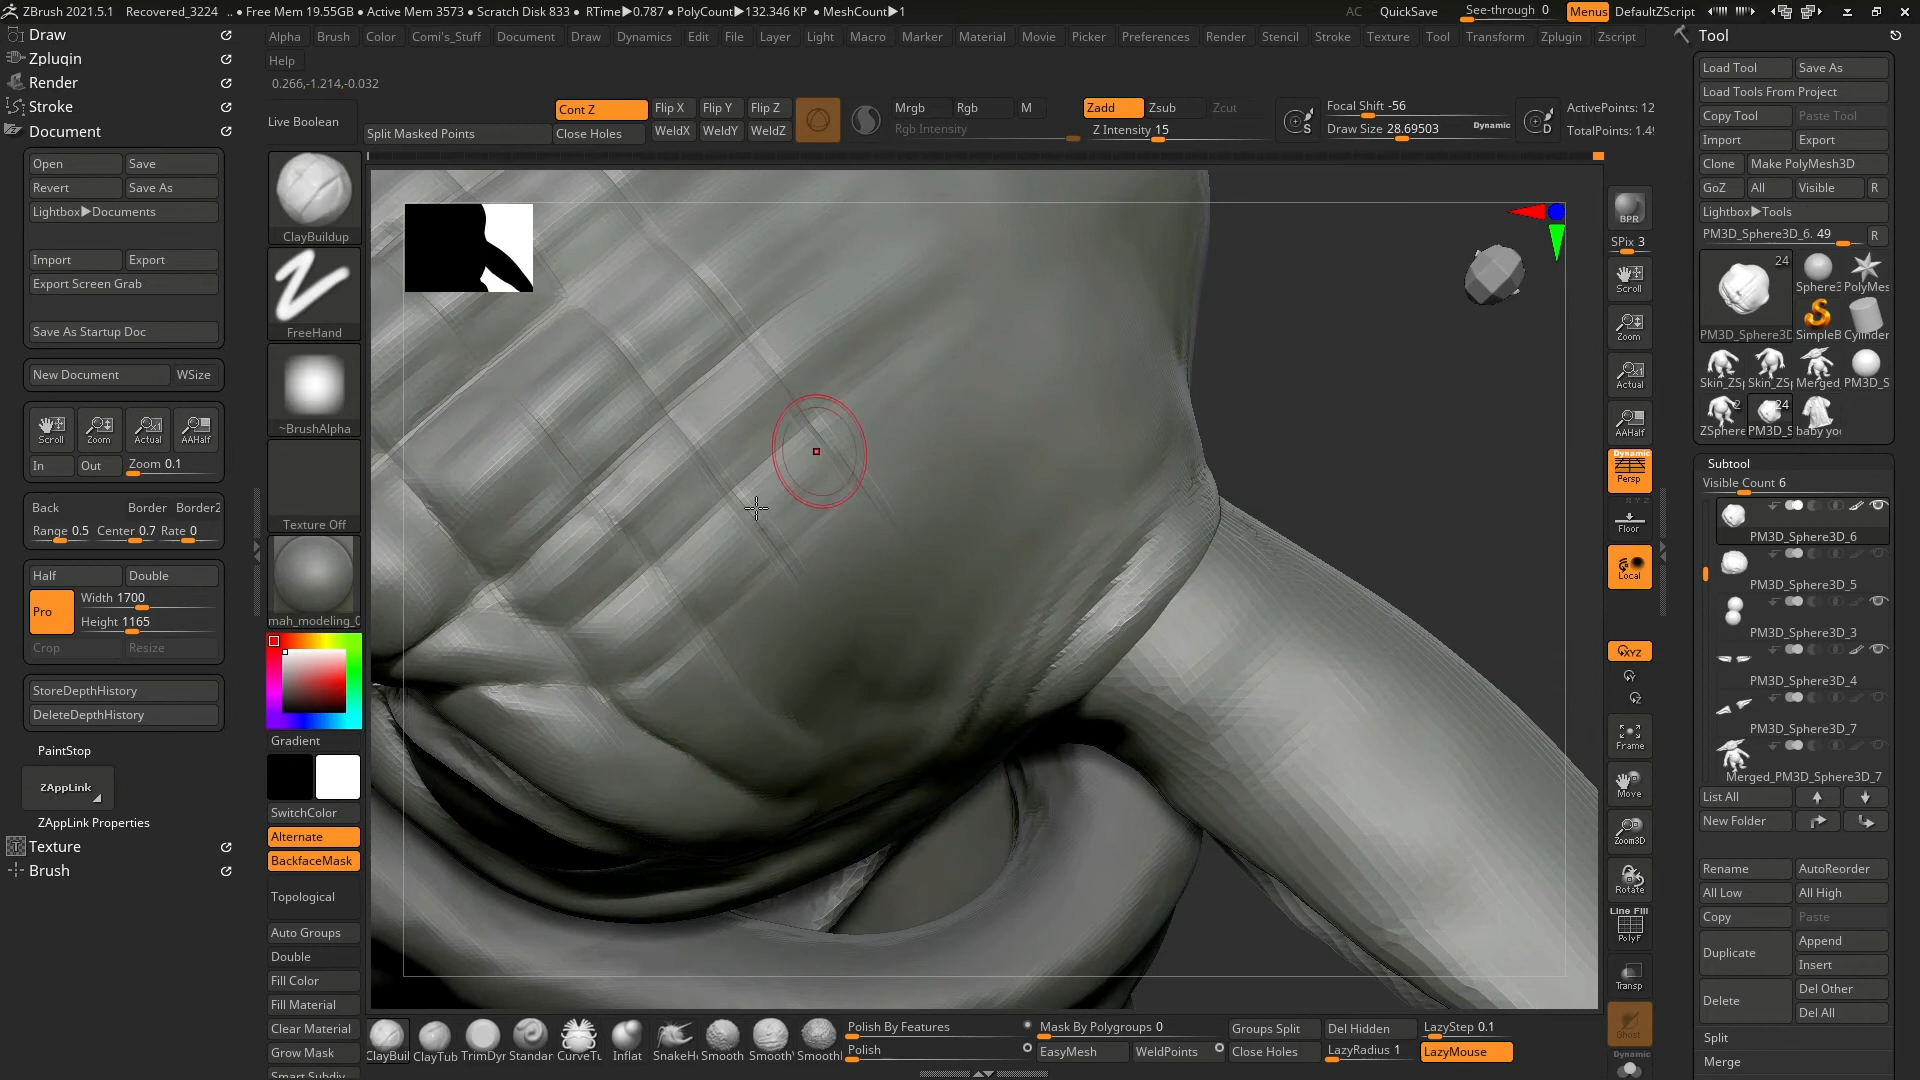 ZBrush 2021.5.1 Recovered_3224 .. • Free Mem 19.55GB • Active Mem 3573 • Scratch Disk 833 • RTime▶0.787 • PolyCount▶132.346 KP • MeshCount▶1 AC QuickSave See-through 0 Menus DefaultZScript
Draw
Zplugin
Render
Stroke
Document
Open Save
Revert Save As
Lightbox▶Documents
Import Export
Export Screen Grab
Save As Startup Doc
New Document WSize
Scroll Zoom Actual AAHalf
In Out Zoom 0.1
Back Border Border2
Range 0.5 Center 0.7 Rate 0
Half Double
Pro Width 1700
Height 1165
Crop Resize
StoreDepthHistory
DeleteDepthHistory
PaintStop
ZAppLink
ZAppLink Properties
Texture
Brush
Alpha Brush Color Comi's_Stuff Document Draw Dynamics Edit File Layer Light Macro Marker Material Movie Picker Preferences Render Stencil Stroke Texture Tool Transform Zplugin Zscript
Help
0.266,-1.214,-0.032
Live Boolean Split Masked Points Cont Z Close Holes Flip X Flip Y Flip Z
WeldX WeldY WeldZ
Mrgb Rgb M
Rgb Intensity
Zadd Zsub Zcut
Z Intensity 15
S Focal Shift -56
Draw Size 28.69503 Dynamic
D ActivePoints: 12
TotalPoints: 1.4
ClayBuildup
FreeHand
~BrushAlpha
Texture Off
mah_modeling_0
Gradient
SwitchColor
Alternate
BackfaceMask
Topological
Auto Groups
Double
Fill Color
Fill Material
Clear Material
Grow Mask
Smart Subdiv
BPR
SPix 3
Scroll
Zoom
Actual
AAHalf
Dynamic
Persp
X Y Z
Floor
Local
XYZ
Y
Z
Frame
Move
Zoom3D
Rotate
Line Fill
PolyF
Transp
Ghost
Dynamic
ClayBuil ClayTub TrimDyr Standar CurveTu Inflat SnakeH Smooth Smooth Smooth
Polish By Features
Polish
Mask By Polygroups 0
EasyMesh WeldPoints
Groups Split
Close Holes
Del Hidden
LazyRadius 1
LazyStep 0.1
LazyMouse
Tool
Load Tool Save As
Load Tools From Project
Copy Tool Paste Tool
Import Export
Clone Make PolyMesh3D
GoZ All Visible R
Lightbox▶Tools
PM3D_Sphere3D_6. 49 R
24
Sphere3 PolyMes
PM3D_Sphere3D SimpleB Cylinder
Skin_ZSp Skin_ZSp Merged PM3D_S
2 24
ZSphere PM3D_S baby yo
Subtool
Visible Count 6
PM3D_Sphere3D_6
PM3D_Sphere3D_5
PM3D_Sphere3D_3
PM3D_Sphere3D_4
PM3D_Sphere3D_7
Merged_PM3D_Sphere3D_7
List All
New Folder
Rename AutoReorder
All Low All High
Copy Paste
Duplicate Append
Insert
Delete Del Other
Del All
Split
Merge